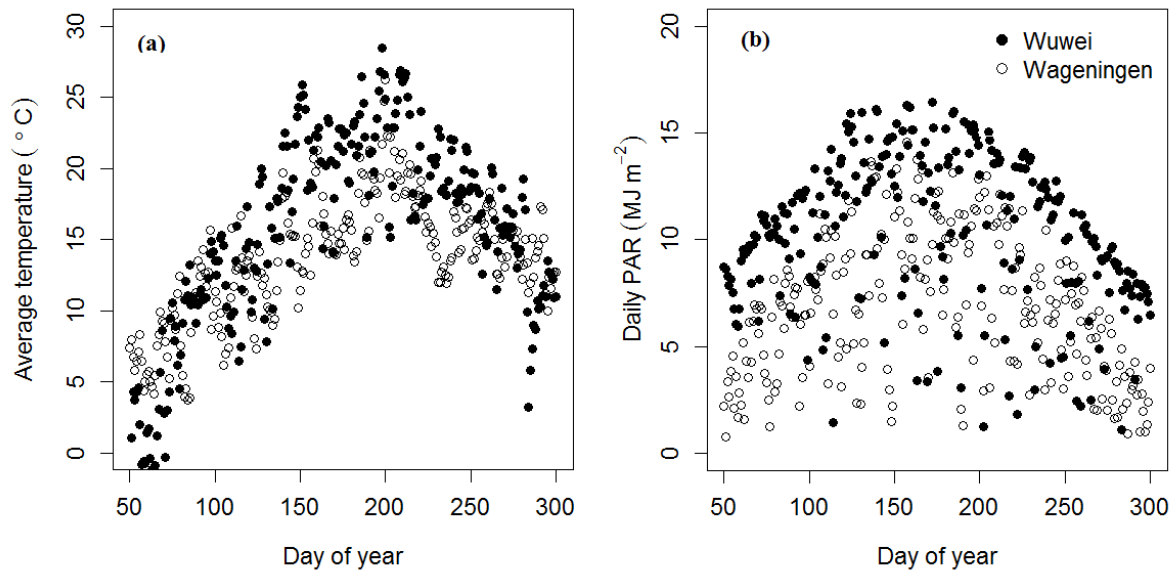 (a)
30
25
20
15
10
5
0
Average temperature ( °C)
50 100 150 200 250 300
Day of year
(b)
Wuwei
Wageningen
20
15
10
5
0
Daily PAR (MJ m⁻²)
50 100 150 200 250 300
Day of year